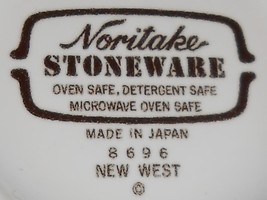 Noritake
STONEWARE
OVEN SAFE, DETERGENT SAFE
MICROWAVE OVEN SAFE
MADE IN JAPAN
8696
NEW WEST
©